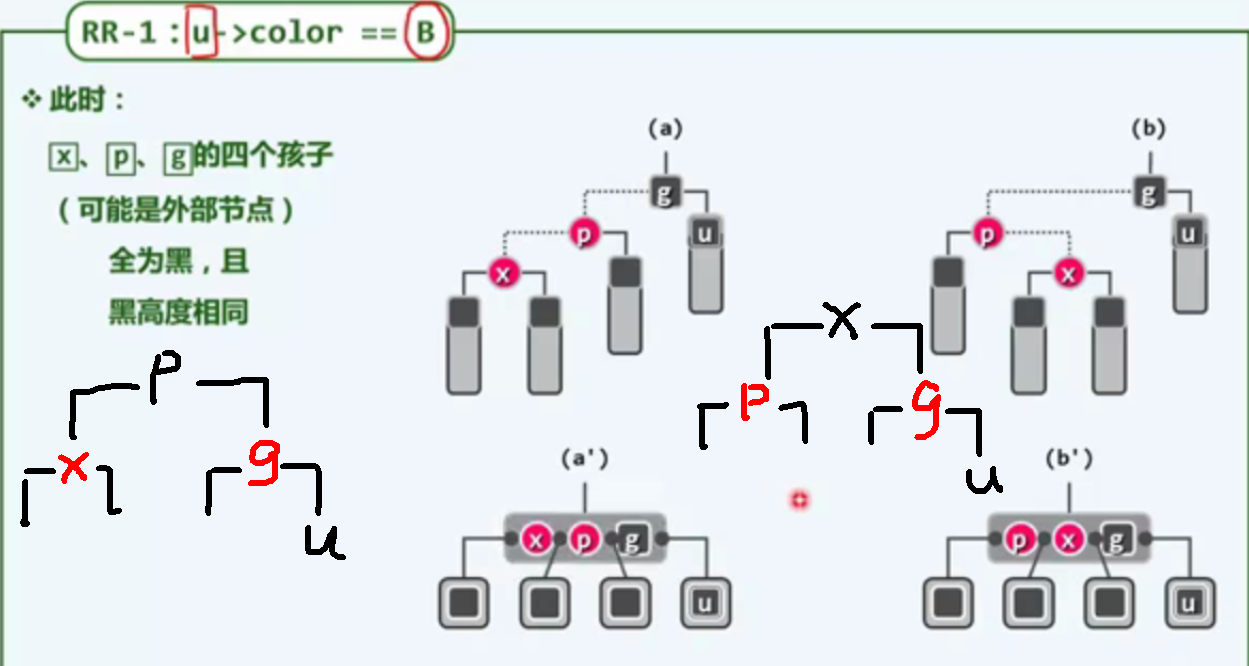 RR-1 : u->color == B
❖ 此时：
x、p、g的四个孩子
（可能是外部节点）
全为黑，且
黑高度相同
(a)
g
p
u
x
(b)
g
p
u
x
p
x
g
u
x
p
g
u
(a')
x p g
u
(b')
p x g
u